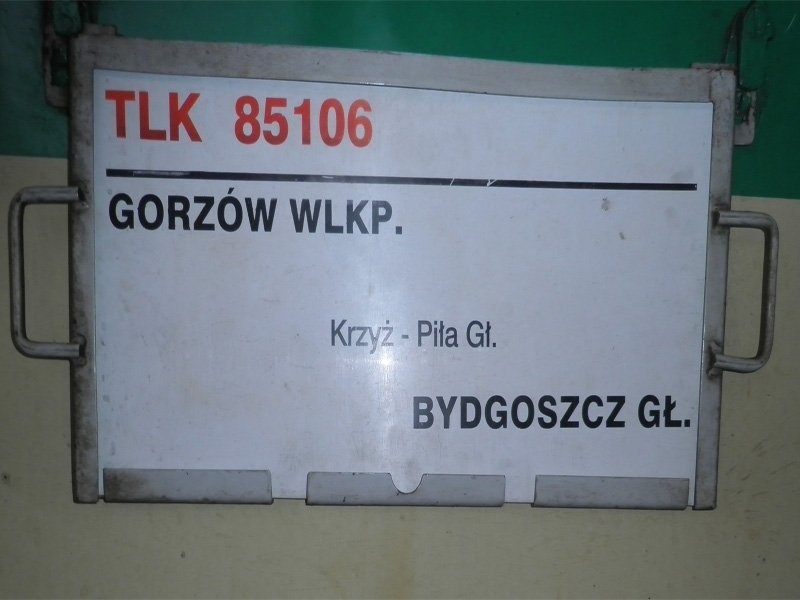 TLK 85106
GORZÓW WLKP.
Krzyż - Piła Gł.
BYDGOSZCZ GŁ.